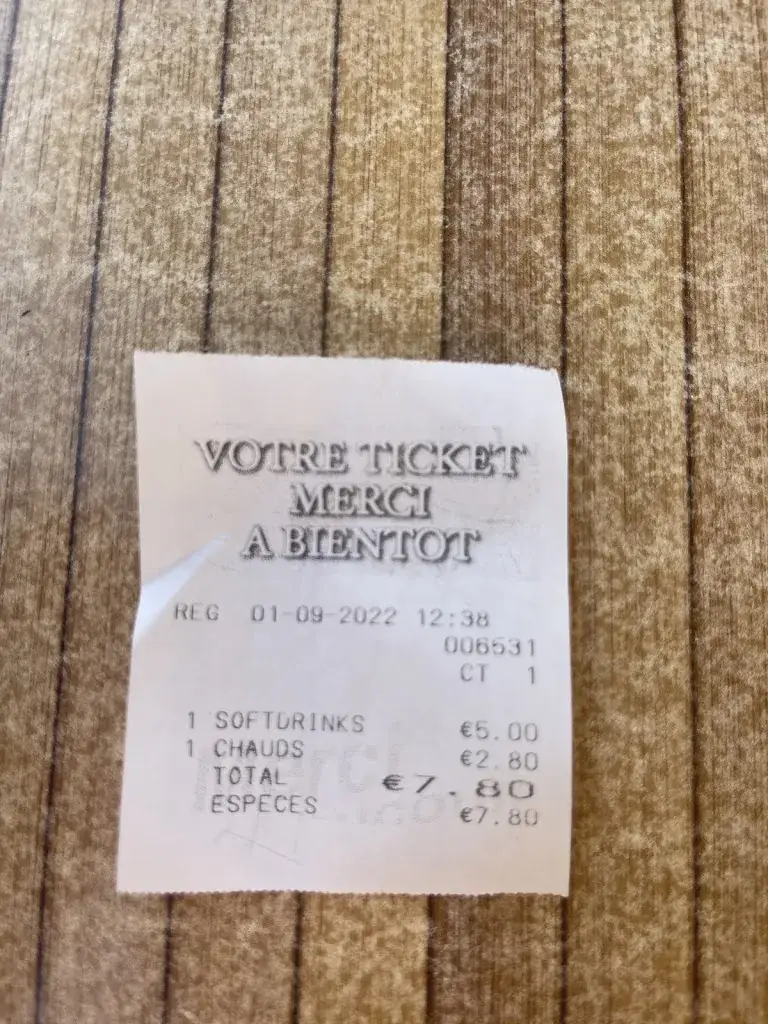 VOTRE TICKET
MERCI
A BIENTOT
REG 01-09-2022 12:38
006531
CT 1
1 SOFTDRINKS €5.00
1 CHAUDS €2.80
TOTAL €7.80
ESPECES €7.80